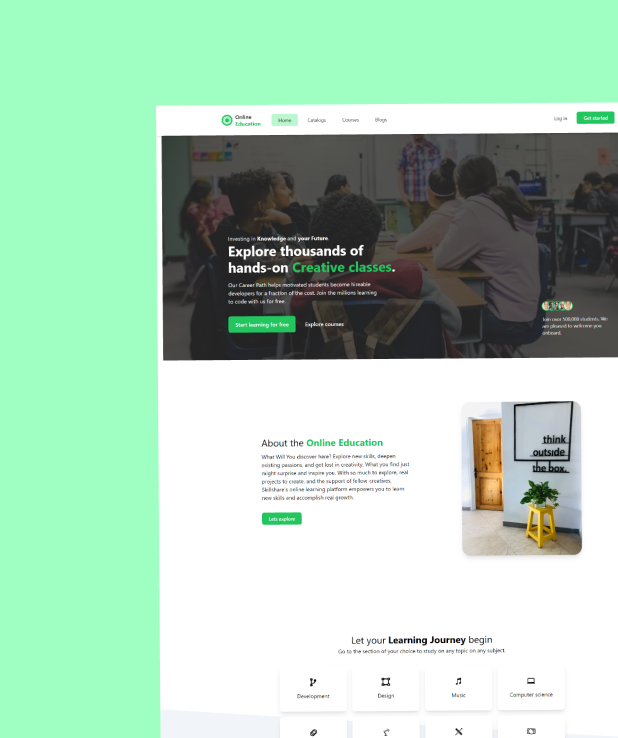 Online
Education
Home
Catalogs
Courses
Blogs
Log in
Get started
Investing in Knowledge and your Future.
Explore thousands of
hands-on Creative classes.
Our Career Path helps motivated students become hireable
developers for a fraction of the cost. Join the millions learning
to code with us for free.
Start learning for free
Explore courses
Join over 500,000 students. We
are pleased to welcome you
onboard.
About the Online Education
What Will You discover here? Explore new skills, deepen
existing passions, and get lost in creativity. What you find just
might surprise and inspire you. With so much to explore, real
projects to create, and the support of fellow-creatives,
Skillshare's online learning platform empowers you to learn
new skills and accomplish real growth.
Lets explore
think
outside
the box.
Let your Learning Journey begin
Go to the section of your choice to study on any topic on any subject.
Development
Design
Music
Computer science